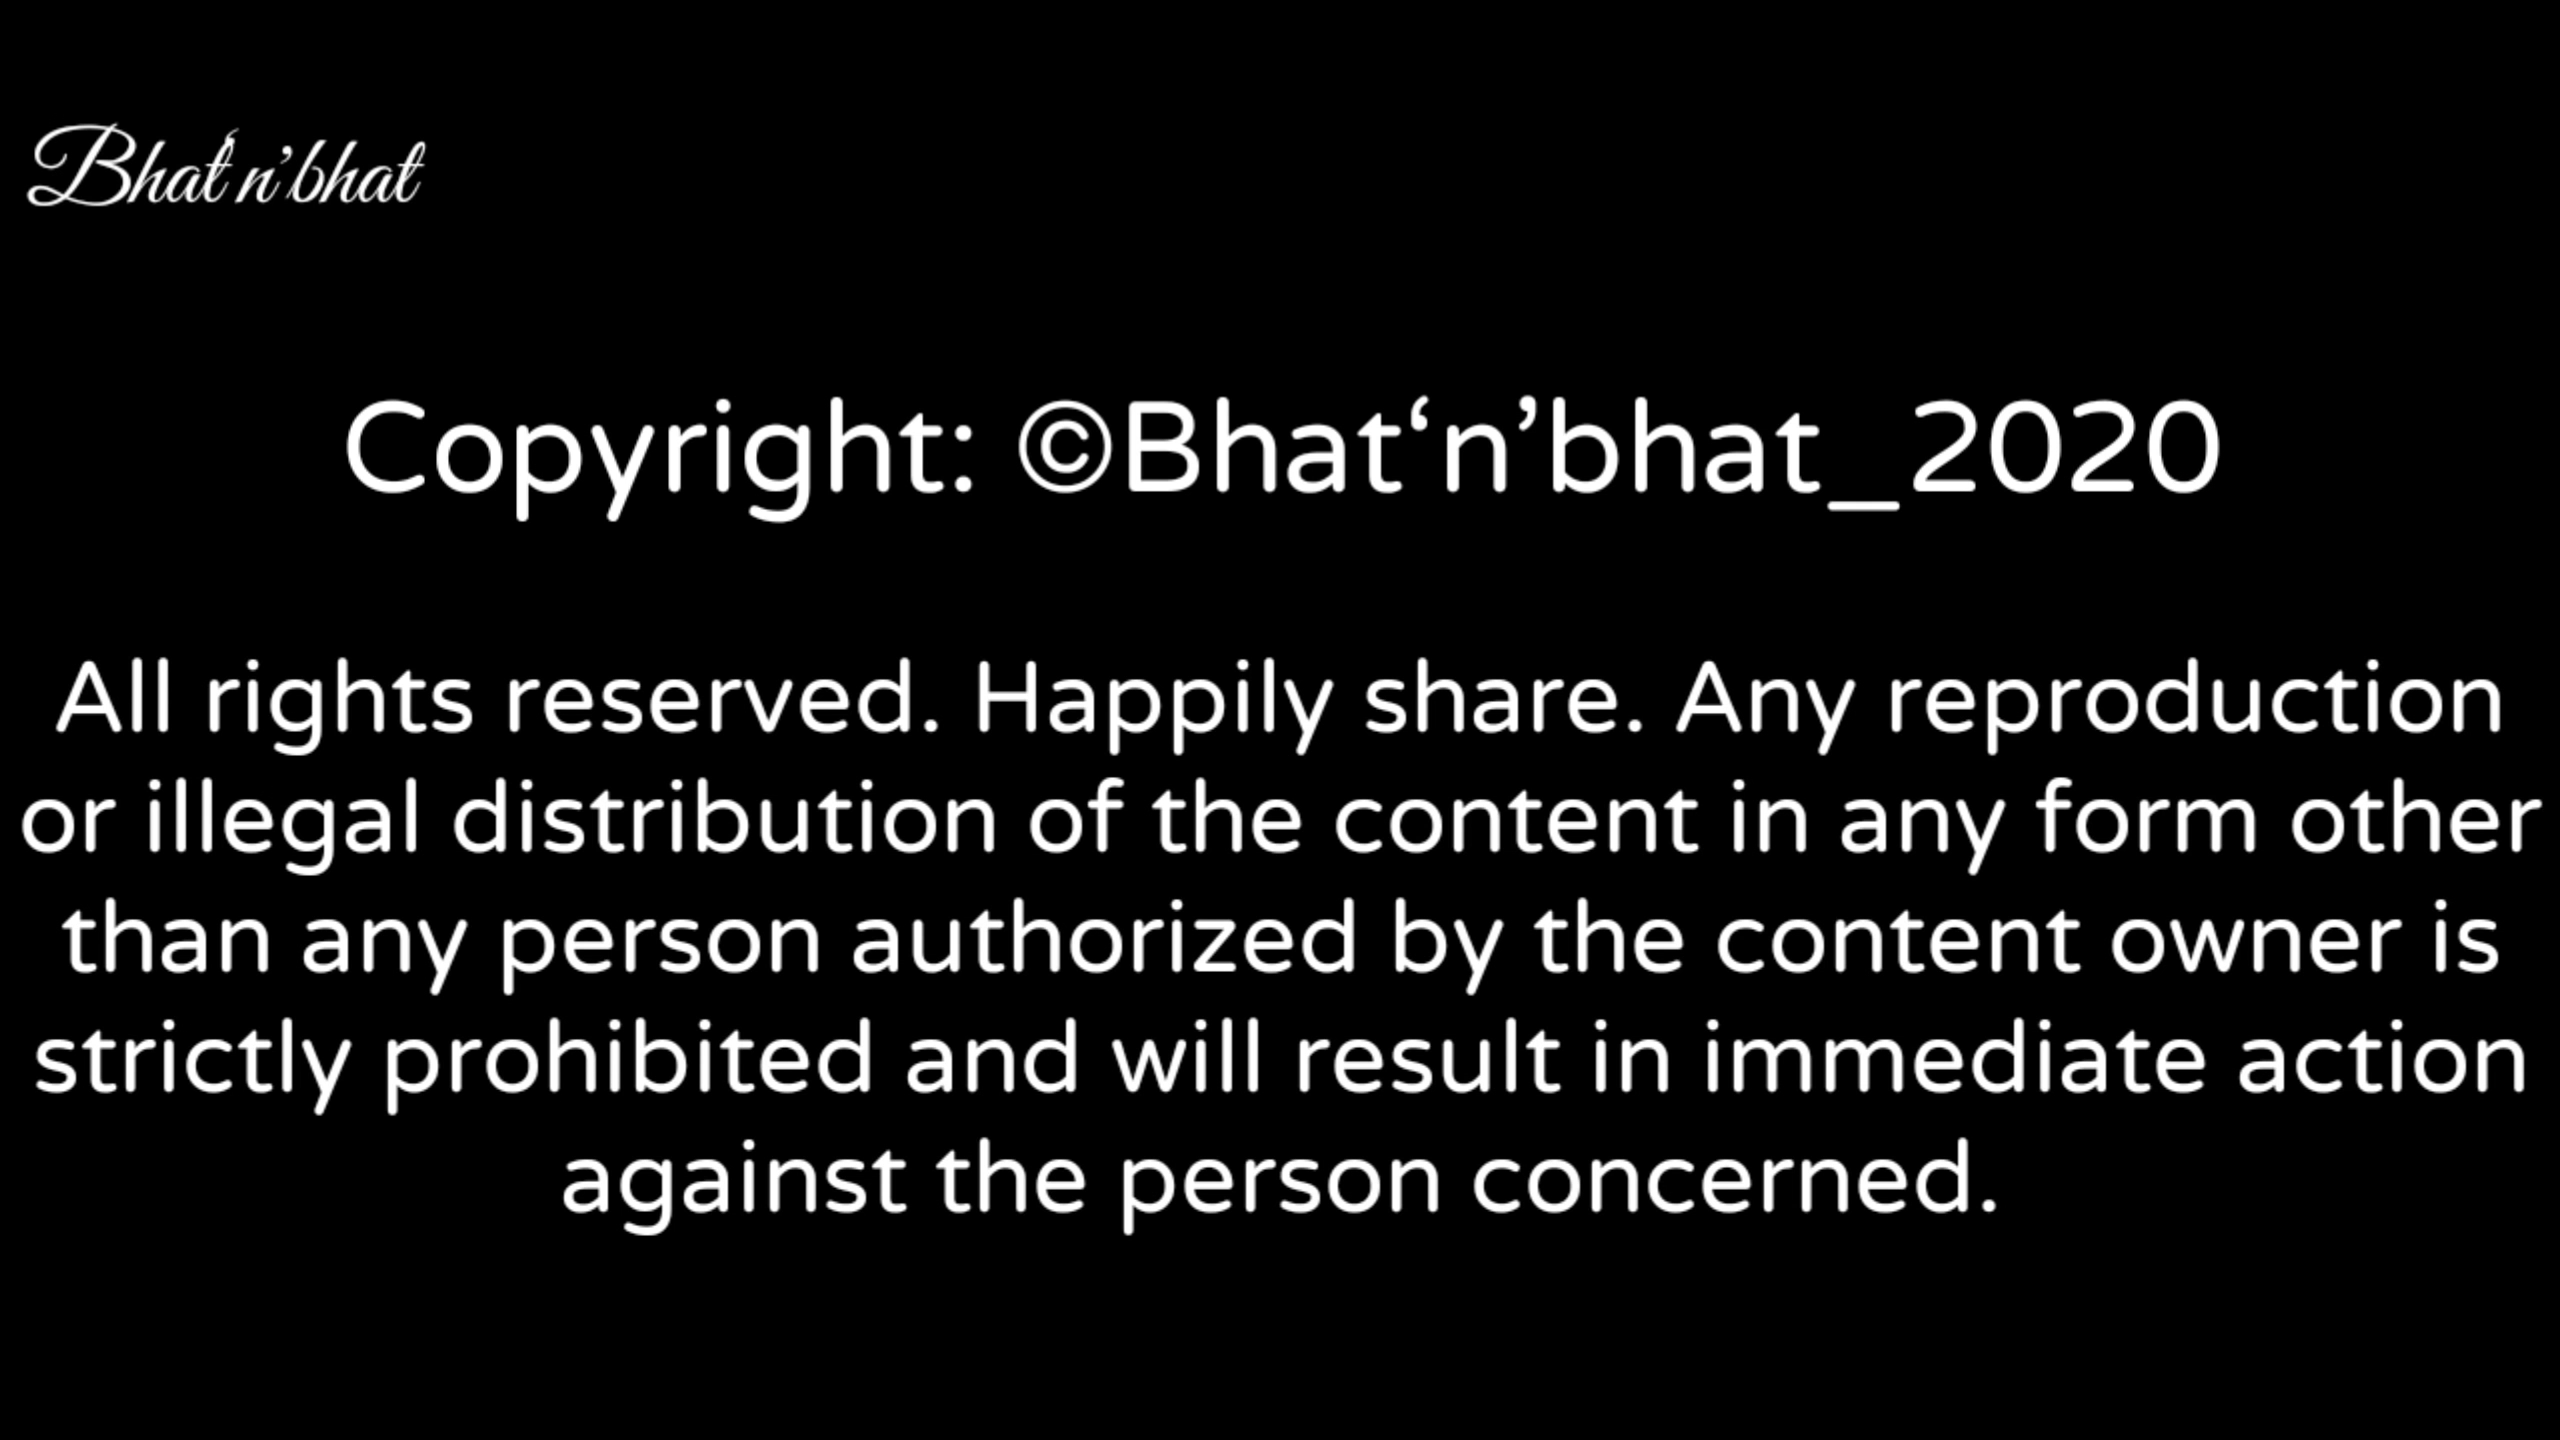 Bhat‘n’bhat
Copyright: ©Bhat‘n’bhat_2020
All rights reserved. Happily share. Any reproduction
or illegal distribution of the content in any form other
than any person authorized by the content owner is
strictly prohibited and will result in immediate action
against the person concerned.